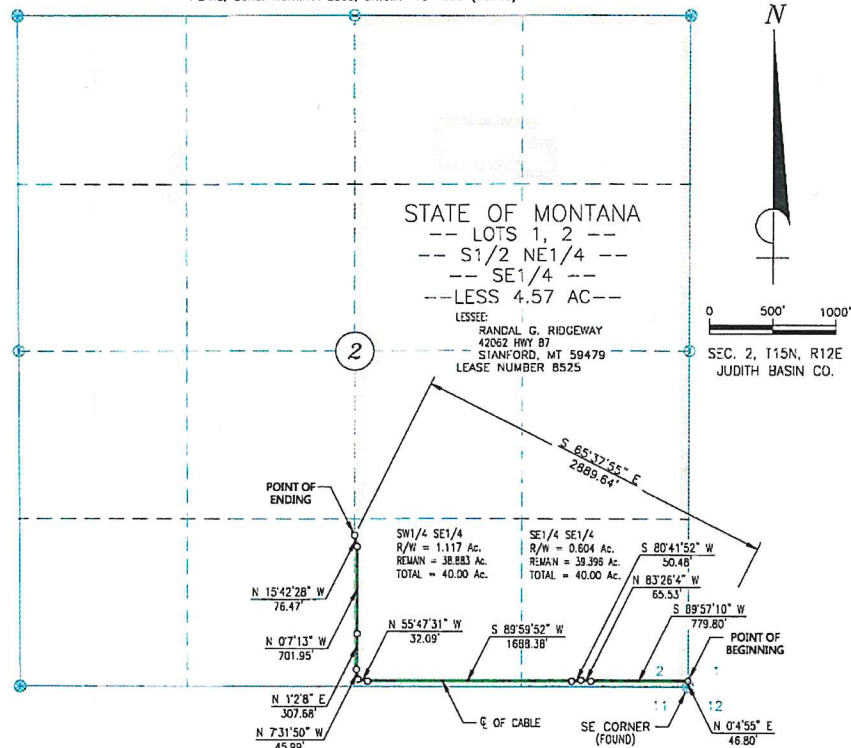 N
STATE OF MONTANA
-- LOTS 1, 2 --
-- S1/2 NE1/4 --
-- SE1/4 --
--LESS 4.57 AC--
LESSEE:
RANDAL G. RIDGEWAY
42062 HWY 87
STANFORD, MT 59479
LEASE NUMBER 8525
0 500' 1000'
SEC. 2, T15N, R12E
JUDITH BASIN CO.
2
S 65°37'55" E
2889.64'
POINT OF
ENDING
SW1/4 SE1/4
R/W = 1.117 Ac.
REMAIN = 38.883 Ac.
TOTAL = 40.00 Ac.
SE1/4 SE1/4
R/W = 0.604 Ac.
REMAIN = 39.396 Ac.
TOTAL = 40.00 Ac.
S 80°41'52" W
50.48'
N 83°26'4" W
65.53'
N 15°42'28" W
76.47'
N 55°47'31" W
32.09'
S 89°59'52" W
1688.38'
S 89°57'10" W
779.80'
N 0°7'13" W
701.95'
POINT OF
BEGINNING
2 1
11 12
N 1°2'8" E
307.68'
N 7°31'50" W
45.99'
℄ OF CABLE
SE CORNER
(FOUND)
N 0°4'55" E
46.80'